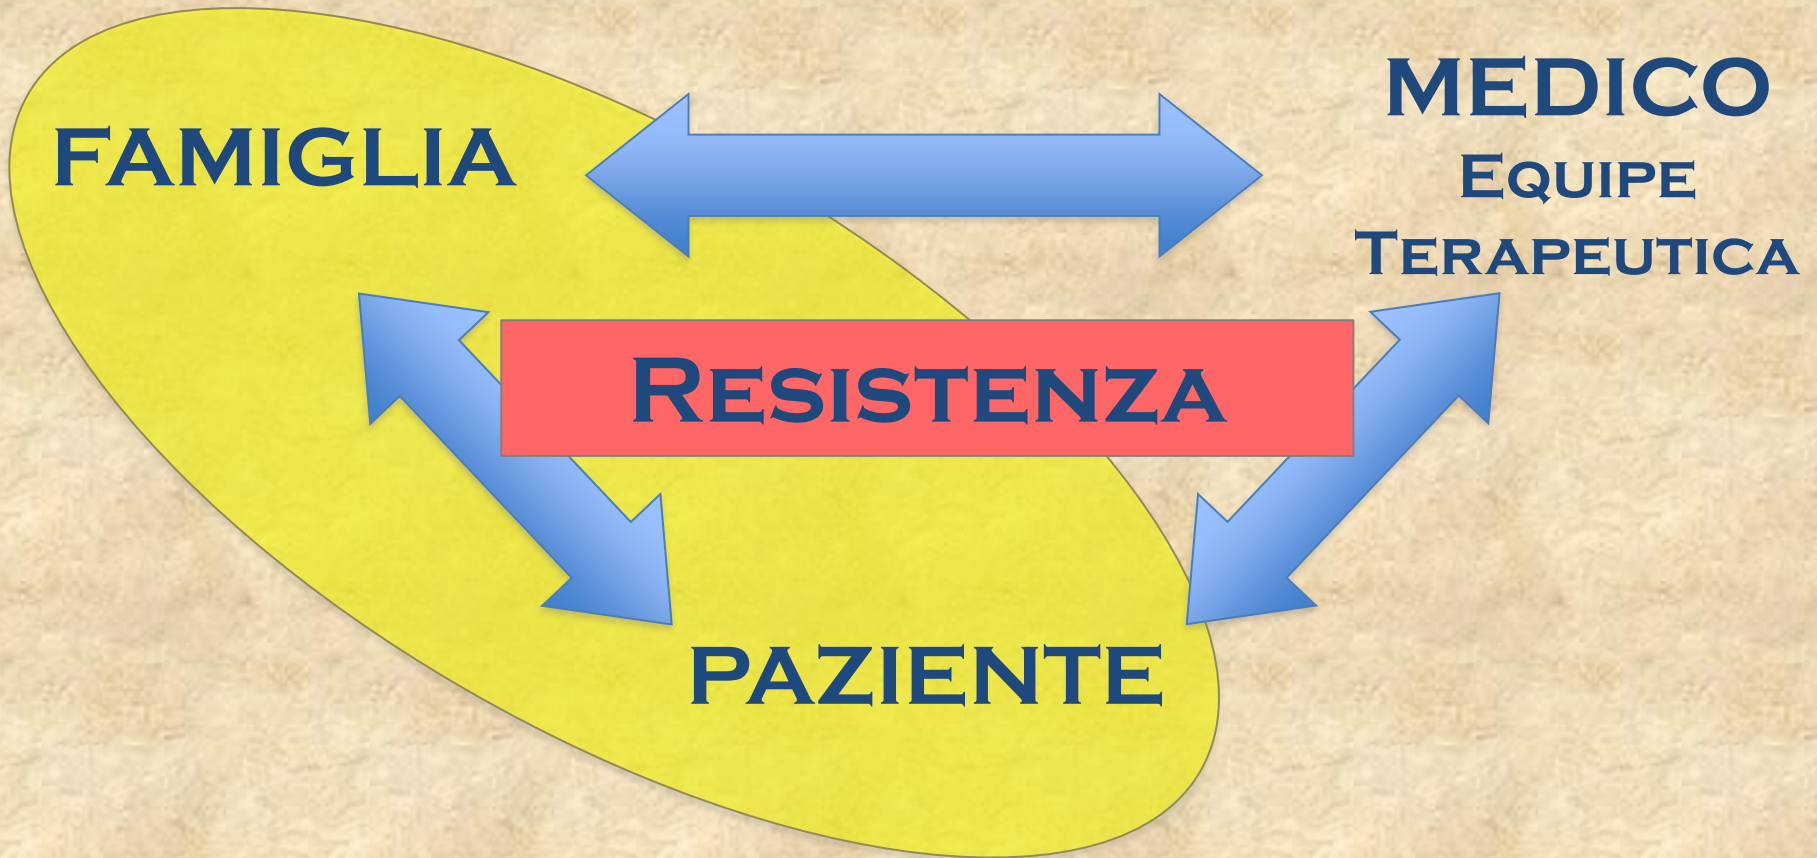 FAMIGLIA
MEDICO
EQUIPE
TERAPEUTICA
RESISTENZA
PAZIENTE